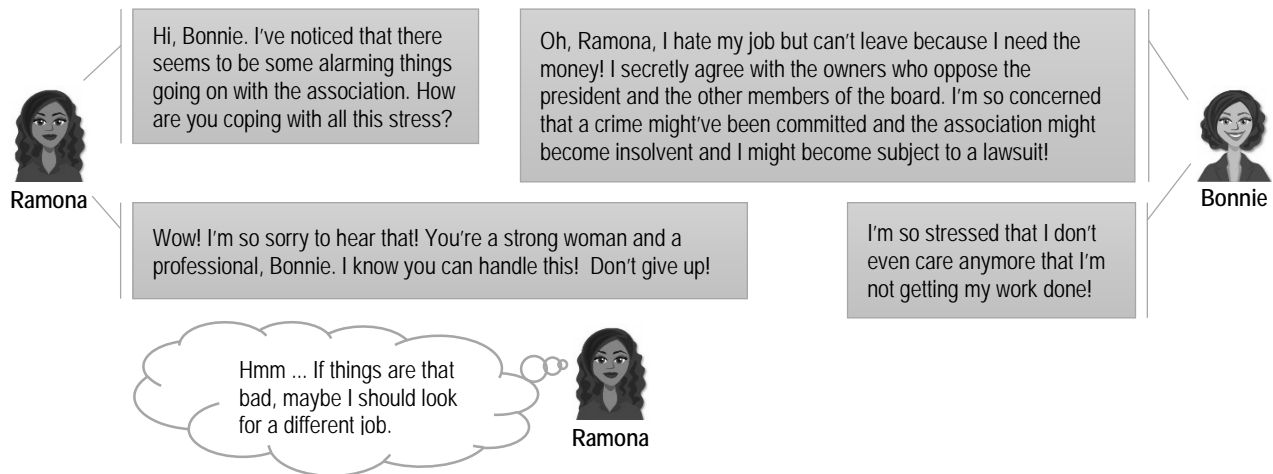 Hi, Bonnie. I've noticed that there
seems to be some alarming things
going on with the association. How
are you coping with all this stress?
Ramona
Oh, Ramona, I hate my job but can't leave because I need the
money! I secretly agree with the owners who oppose the
president and the other members of the board. I'm so concerned
that a crime might've been committed and the association might
become insolvent and I might become subject to a lawsuit!
Bonnie
Wow! I'm so sorry to hear that! You're a strong woman and a
professional, Bonnie. I know you can handle this! Don't give up!
I'm so stressed that I don't
even care anymore that I'm
not getting my work done!
Hmm ... If things are that
bad, maybe I should look
for a different job.
Ramona